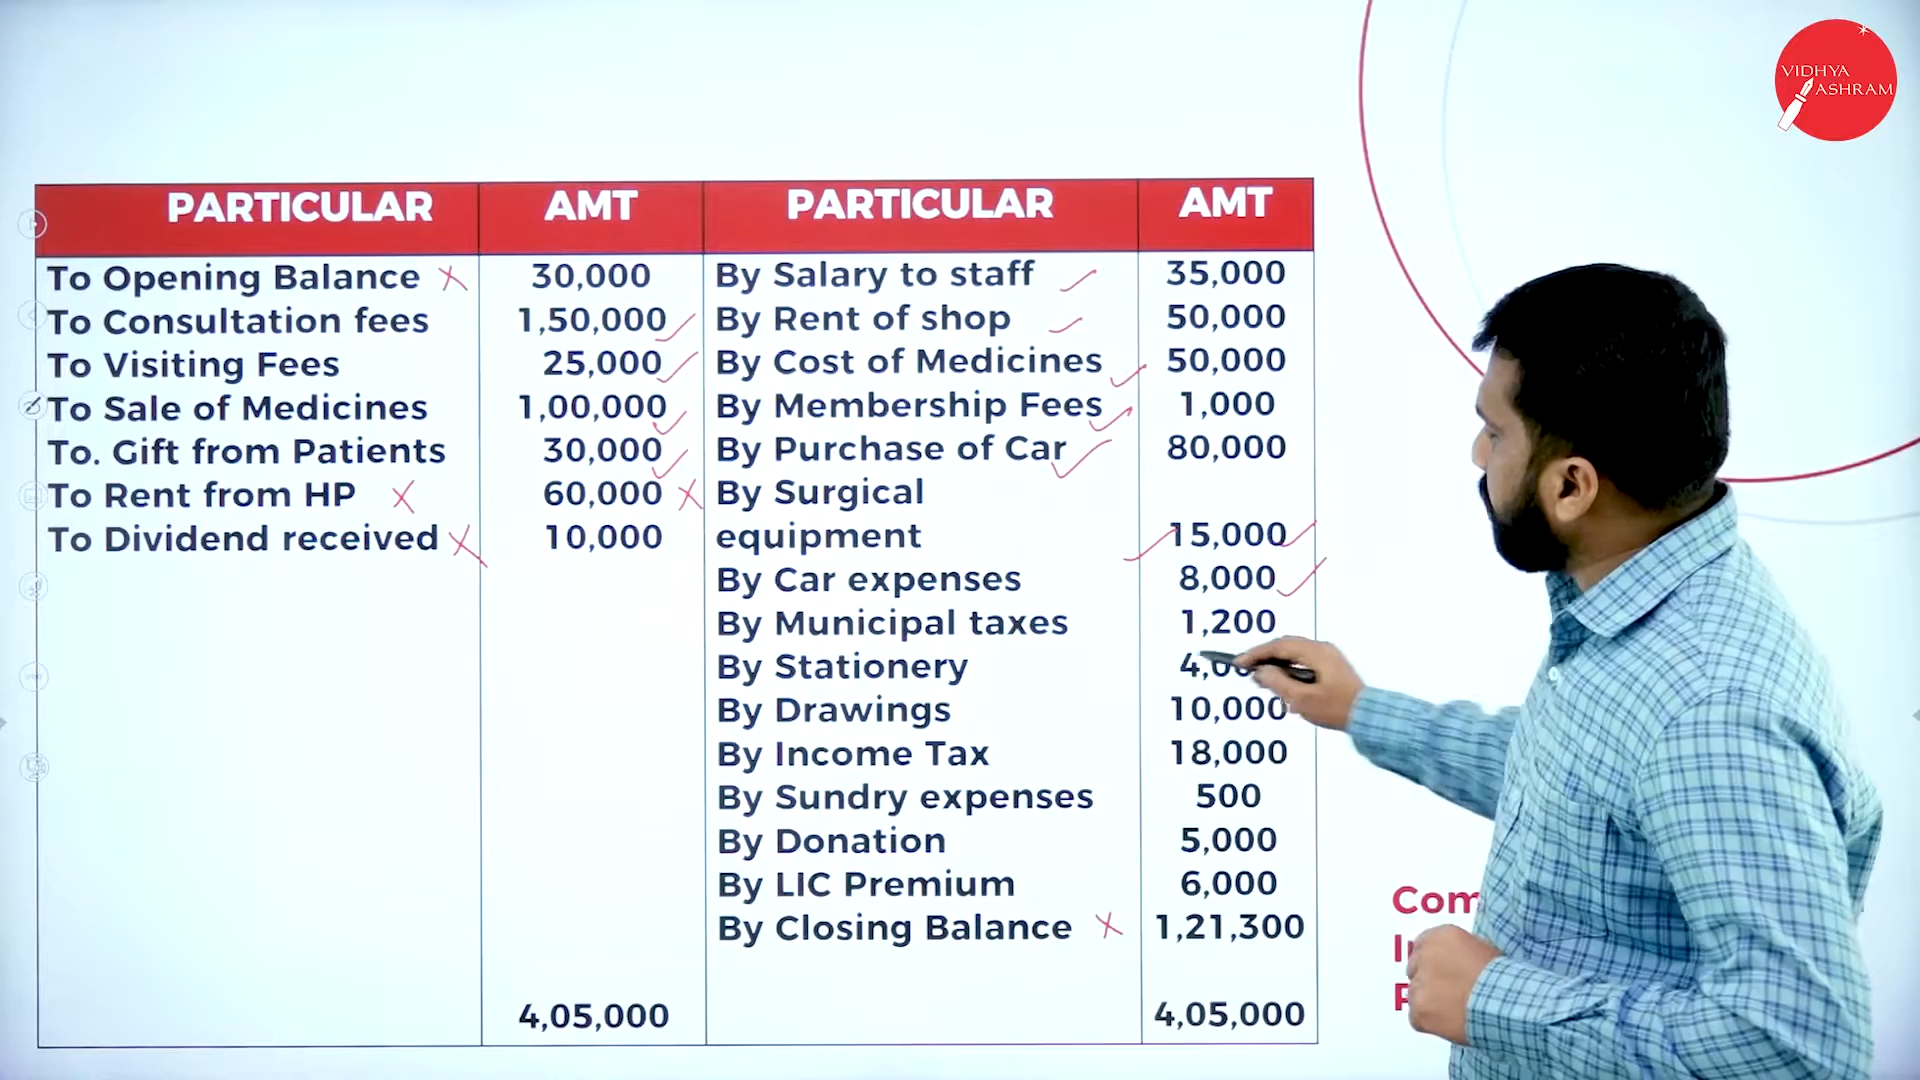 VIDHYA
ASHRAM
PARTICULAR AMT PARTICULAR AMT
To Opening Balance 30,000 By Salary to staff 35,000
To Consultation fees 1,50,000 By Rent of shop 50,000
To Visiting Fees 25,000 By Cost of Medicines 50,000
To Sale of Medicines 1,00,000 By Membership Fees 1,000
To. Gift from Patients 30,000 By Purchase of Car 80,000
To Rent from HP 60,000 By Surgical
To Dividend received 10,000 equipment 15,000
By Car expenses 8,000
By Municipal taxes 1,200
By Stationery
By Drawings 10,000
By Income Tax 18,000
By Sundry expenses 500
By Donation 5,000
By LIC Premium 6,000
By Closing Balance 1,21,300
4,05,000 4,05,000